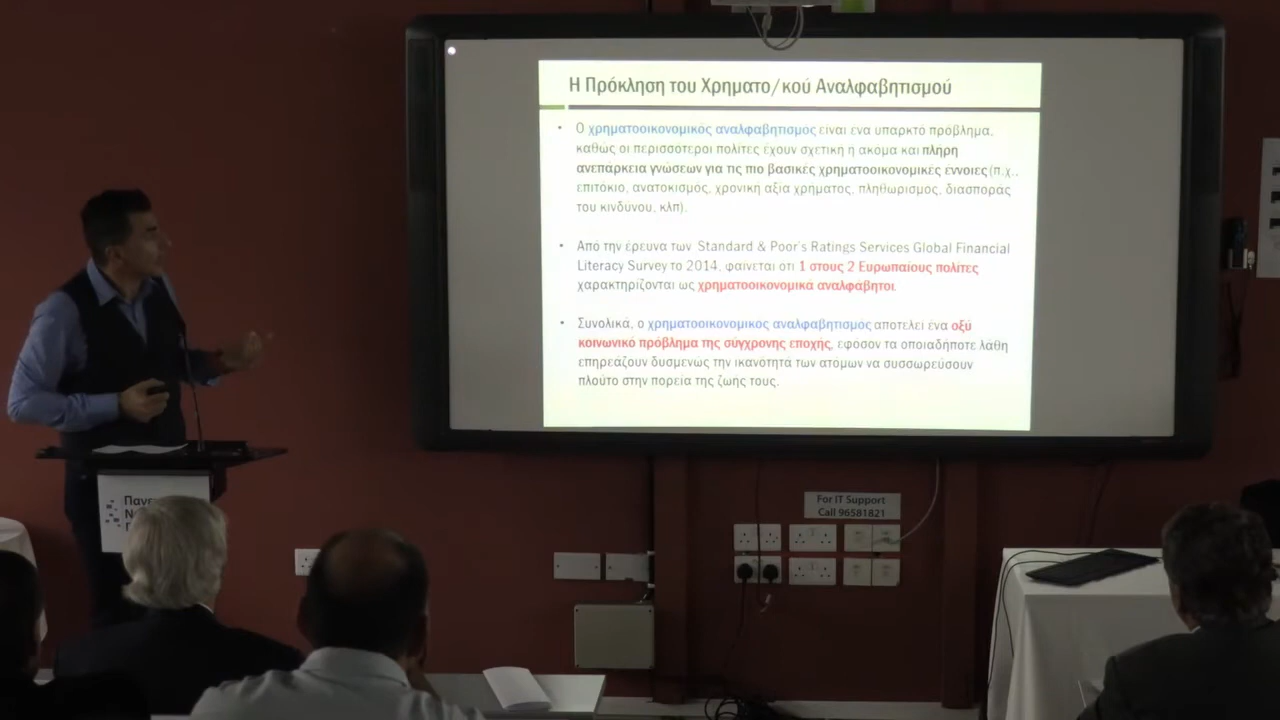 Η Πρόκληση του Χρηματο/κού Αναλφαβητισμού
• Ο χρηματοοικονομικός αναλφαβητισμός είναι ένα υπαρκτό πρόβλημα,
καθώς οι περισσότεροι πολίτες έχουν σχετική ή ακόμα και πλήρη
ανεπάρκεια γνώσεων για τις πιο βασικές χρηματοοικονομικές έννοιες (π.χ.,
επιτόκιο, ανατοκισμός, χρονική αξία χρήματος, πληθωρισμός, διασποράς
του κινδύνου, κλπ).
• Από την έρευνα των Standard & Poor's Ratings Services Global Financial
Literacy Survey το 2014, φαίνεται ότι 1 στους 2 Ευρωπαίους πολίτες
χαρακτηρίζονται ως χρηματοοικονομικά αναλφάβητοι.
• Συνολικά, ο χρηματοοικονομικός αναλφαβητισμός αποτελεί ένα οξύ
κοινωνικό πρόβλημα της σύγχρονης εποχής, εφόσον τα οποιαδήποτε λάθη
επηρεάζουν δυσμενώς την ικανότητα των ατόμων να συσσωρεύσουν
πλούτο στην πορεία της ζωής τους.
For IT Support
Call 96581821